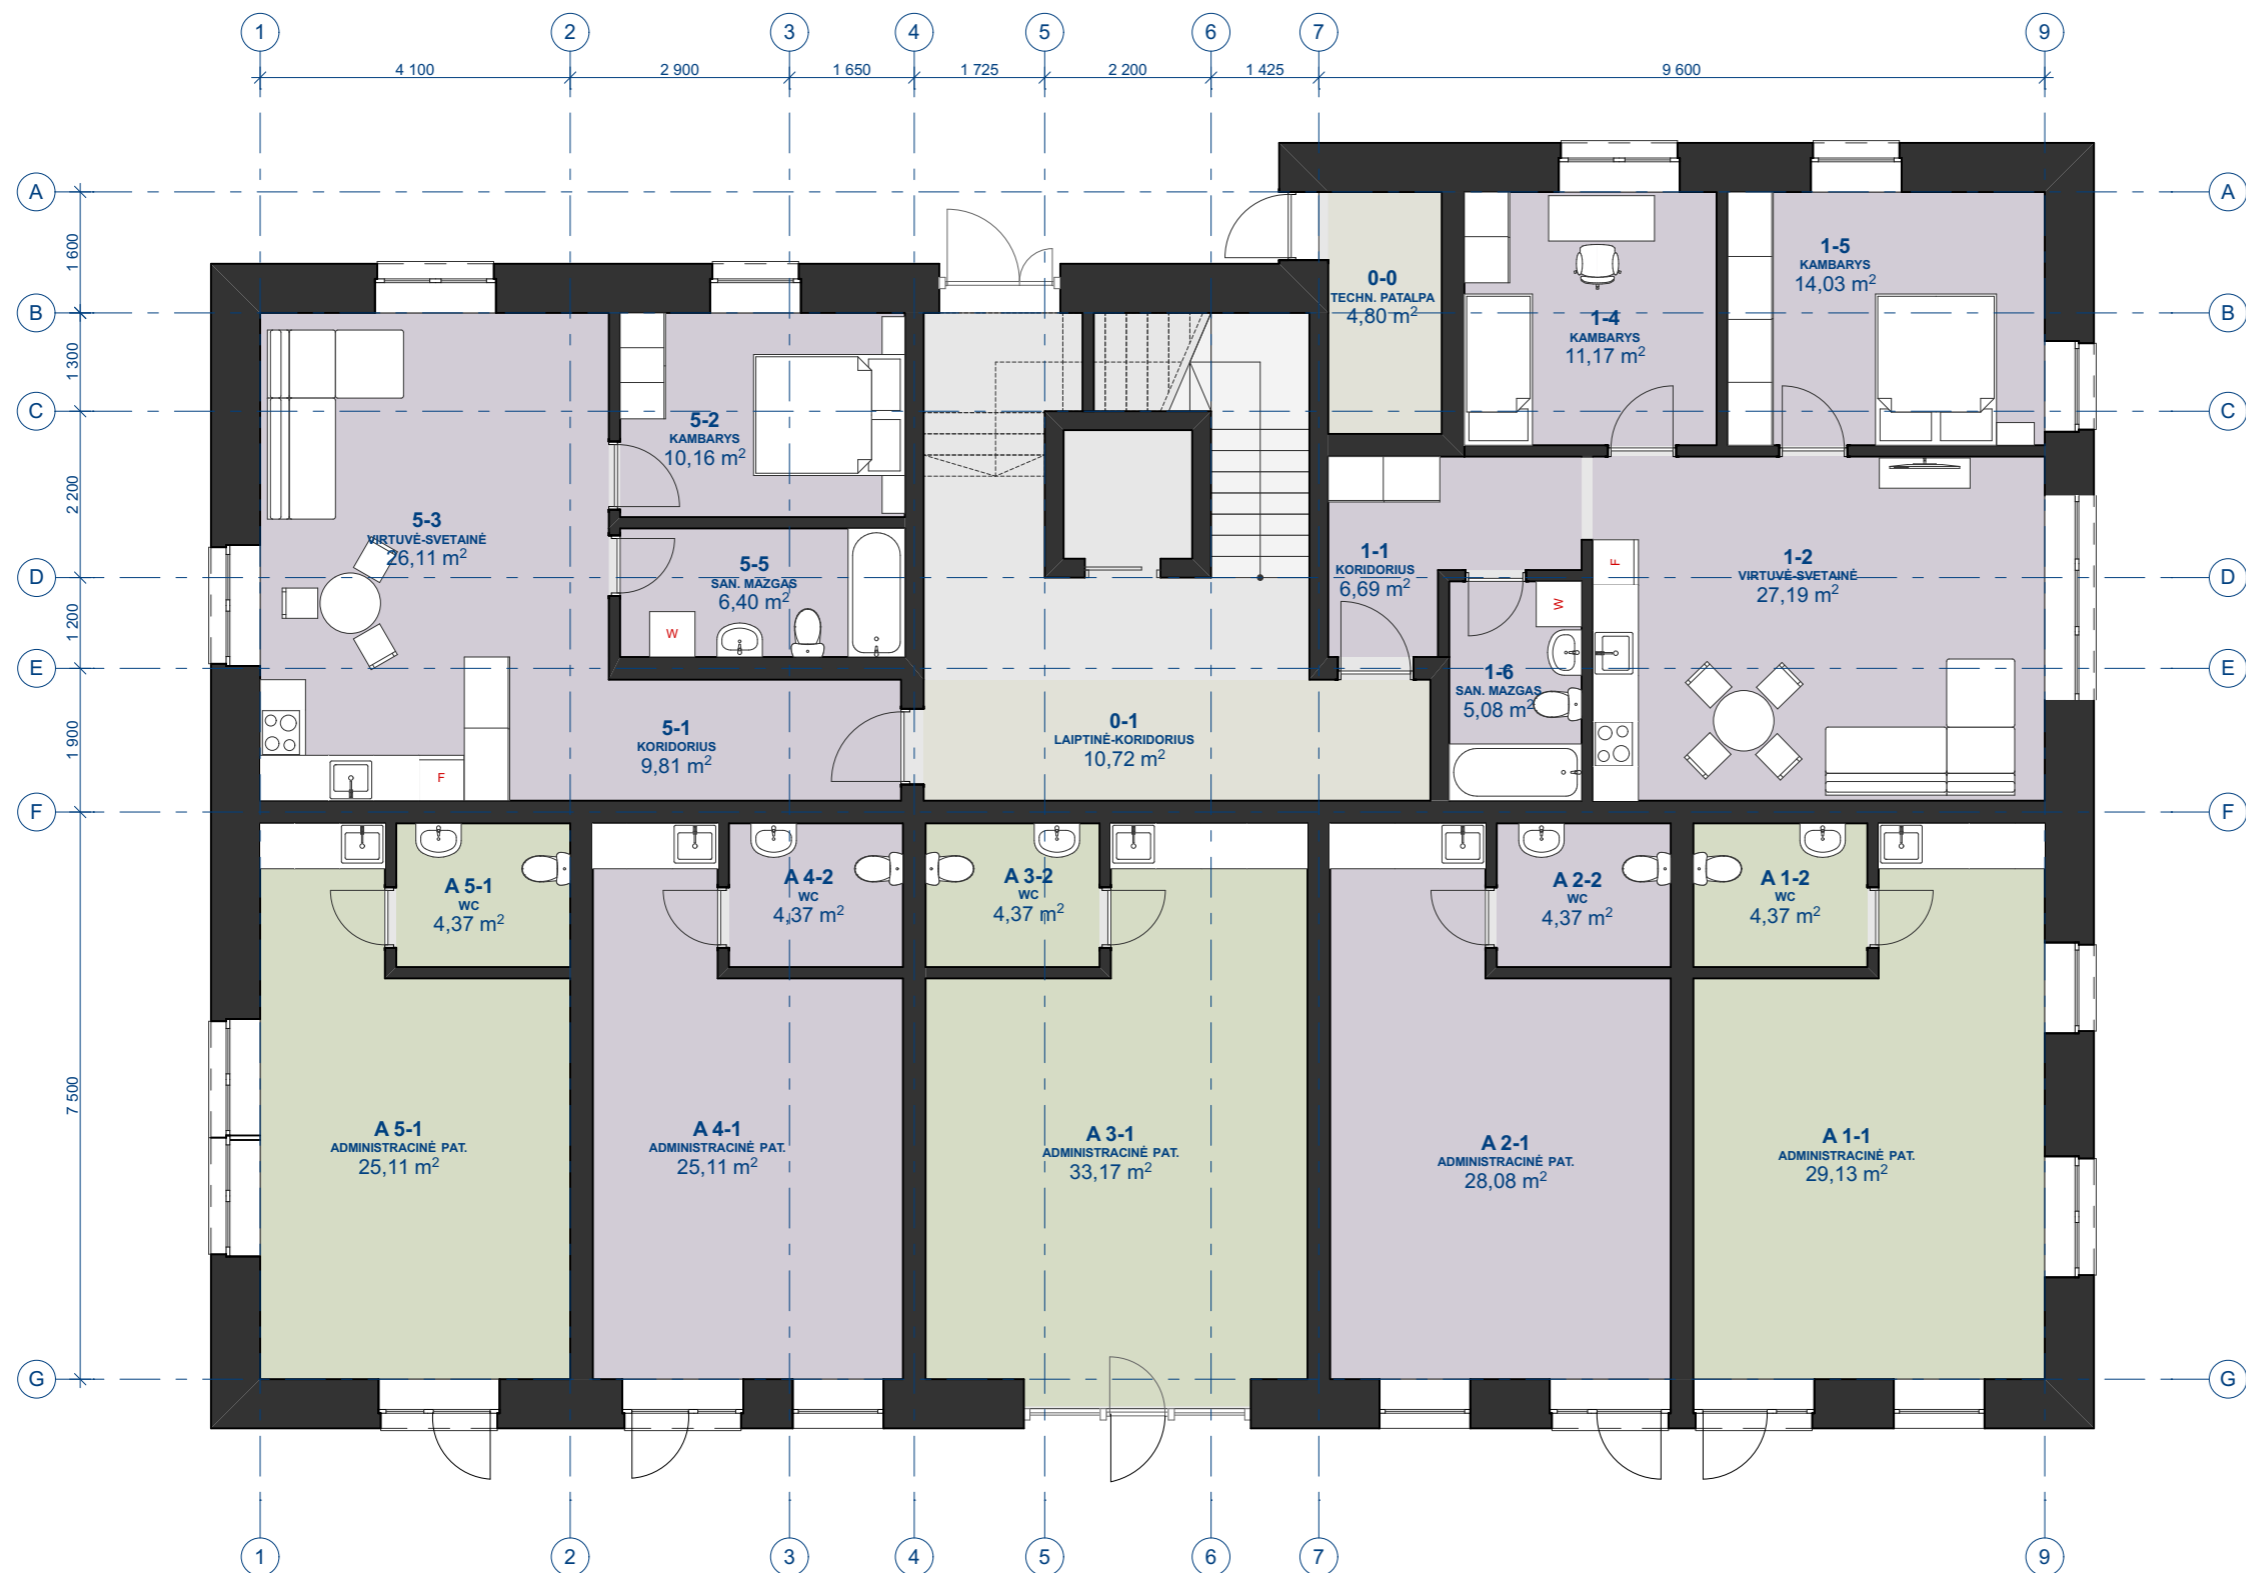 1 2 3 4 5 6 7 9
4 100 2 900 1 650 1 725 2 200 1 425 9 600
A A
1 600
B B
1 300
C C
2 200
D D
1 200
E E
1 900
F F
7 500
G G
1-5
KAMBARYS
14,03 m²
0-0
TECHN. PATALPA
4,80 m²
1-4
KAMBARYS
11,17 m²
5-2
KAMBARYS
10,16 m²
5-3
VIRTUVĖ-SVETAINĖ
26,11 m²
5-5
SAN. MAZGAS
6,40 m²
W
1-1
KORIDORIUS
6,69 m²
W
F
1-2
VIRTUVĖ-SVETAINĖ
27,19 m²
1-6
SAN. MAZGAS
5,08 m²
5-1
KORIDORIUS
9,81 m²
F
0-1
LAIPTINĖ-KORIDORIUS
10,72 m²
A 5-1
WC
4,37 m²
A 4-2
WC
4,37 m²
A 3-2
WC
4,37 m²
A 2-2
WC
4,37 m²
A 1-2
WC
4,37 m²
A 5-1
ADMINISTRACINĖ PAT.
25,11 m²
A 4-1
ADMINISTRACINĖ PAT.
25,11 m²
A 3-1
ADMINISTRACINĖ PAT.
33,17 m²
A 2-1
ADMINISTRACINĖ PAT.
28,08 m²
A 1-1
ADMINISTRACINĖ PAT.
29,13 m²
1 2 3 4 5 6 7 9